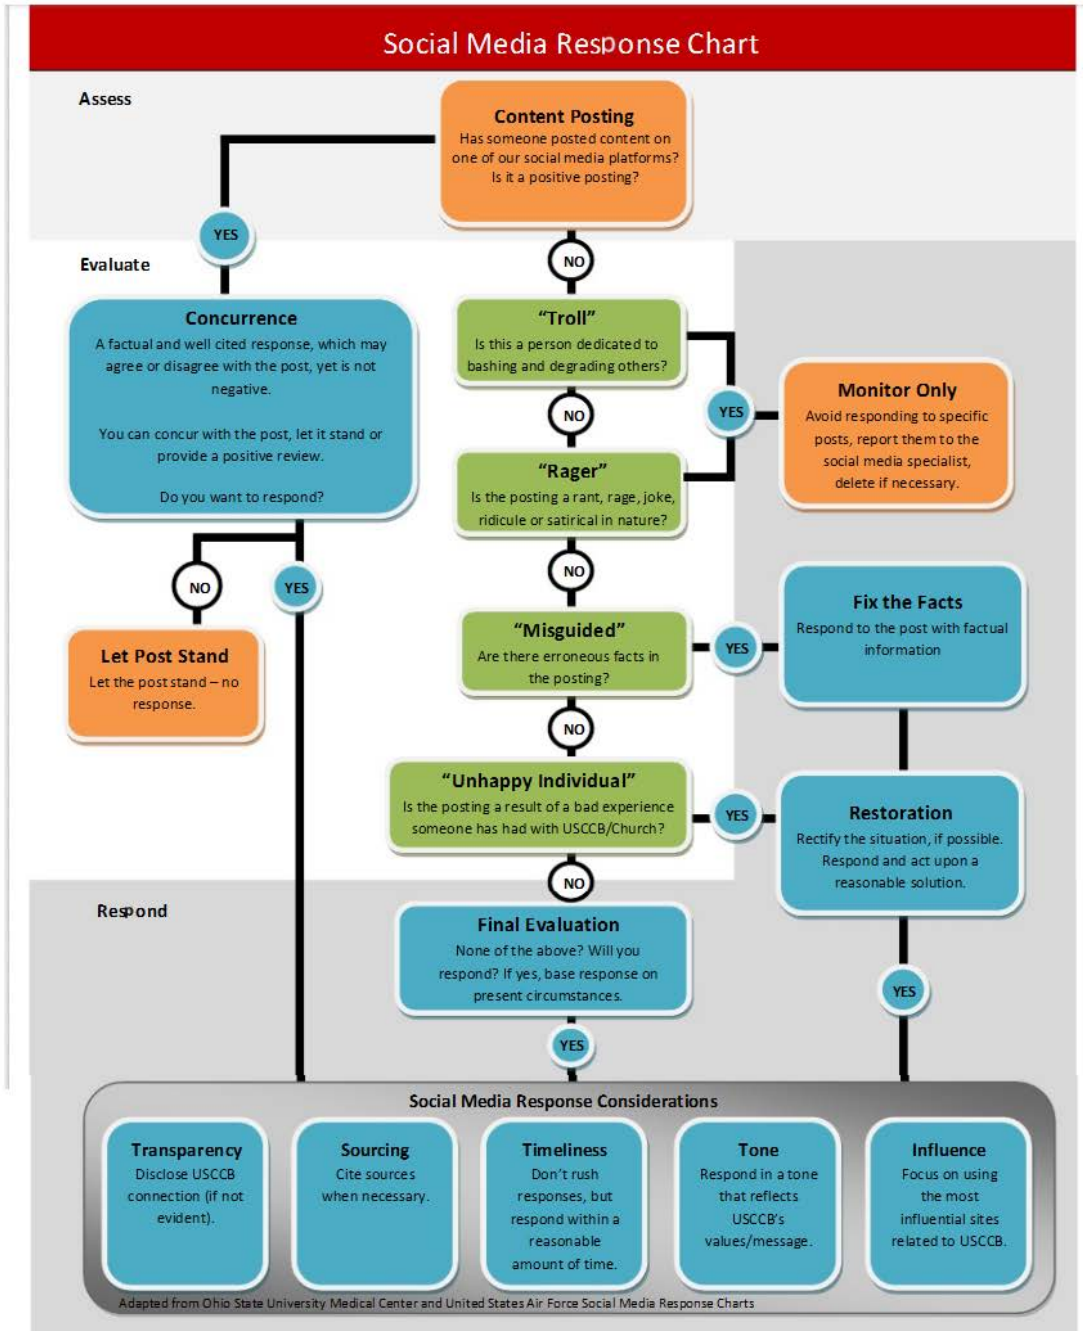 Social Media Response Chart
Assess
Content Posting
Has someone posted content on
one of our social media platforms?
Is it a positive posting?
YES
NO
Evaluate
Concurrence
A factual and well cited response, which may
agree or disagree with the post, yet is not
negative.
You can concur with the post, let it stand or
provide a positive review.
Do you want to respond?
NO
YES
Let Post Stand
Let the post stand – no
response.
"Troll"
Is this a person dedicated to
bashing and degrading others?
NO
YES
"Rager"
Is the posting a rant, rage, joke,
ridicule or satirical in nature?
Monitor Only
Avoid responding to specific
posts, report them to the
social media specialist,
delete if necessary.
NO
"Misguided"
Are there erroneous facts in
the posting?
YES
Fix the Facts
Respond to the post with factual
information
NO
"Unhappy Individual"
Is the posting a result of a bad experience
someone has had with USCCB/Church?
YES
Restoration
Rectify the situation, if possible.
Respond and act upon a
reasonable solution.
NO
YES
Respond
Final Evaluation
None of the above? Will you
respond? If yes, base response on
present circumstances.
YES
Social Media Response Considerations
Transparency
Disclose USCCB
connection (if not
evident).
Sourcing
Cite sources
when necessary.
Timeliness
Don't rush
responses, but
respond within a
reasonable
amount of time.
Tone
Respond in a tone
that reflects
USCCB's
values/message.
Influence
Focus on using
the most
influential sites
related to USCCB.
Adapted from Ohio State University Medical Center and United States Air Force Social Media Response Charts